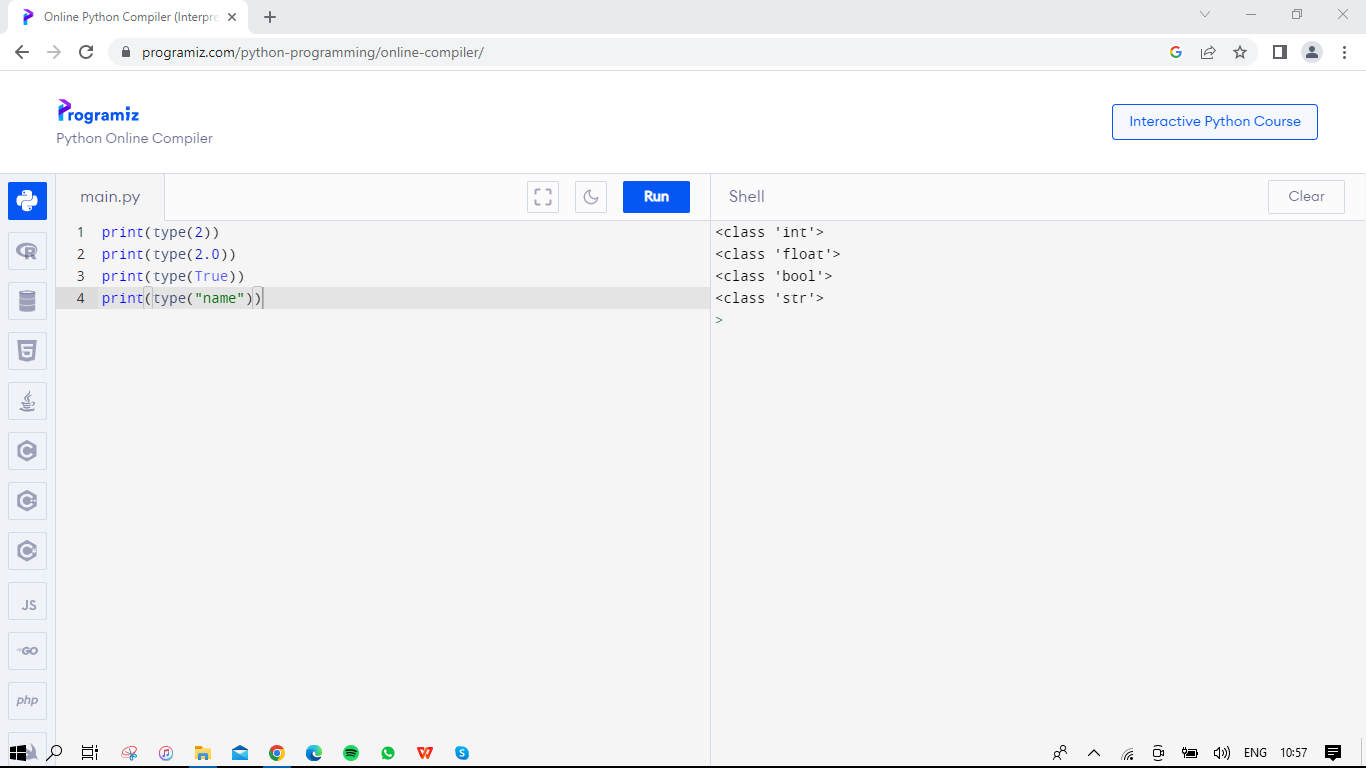 Online Python Compiler (Interpre
programiz.com/python-programming/online-compiler/
Programiz
Python Online Compiler
Interactive Python Course
main.py
Run
Shell
Clear
1 print(type(2))
2 print(type(2.0))
3 print(type(True))
4 print(type("name"))
<class 'int'>
<class 'float'>
<class 'bool'>
<class 'str'>
>
R
5
C
C
C
JS
GO
php
ENG 10:57